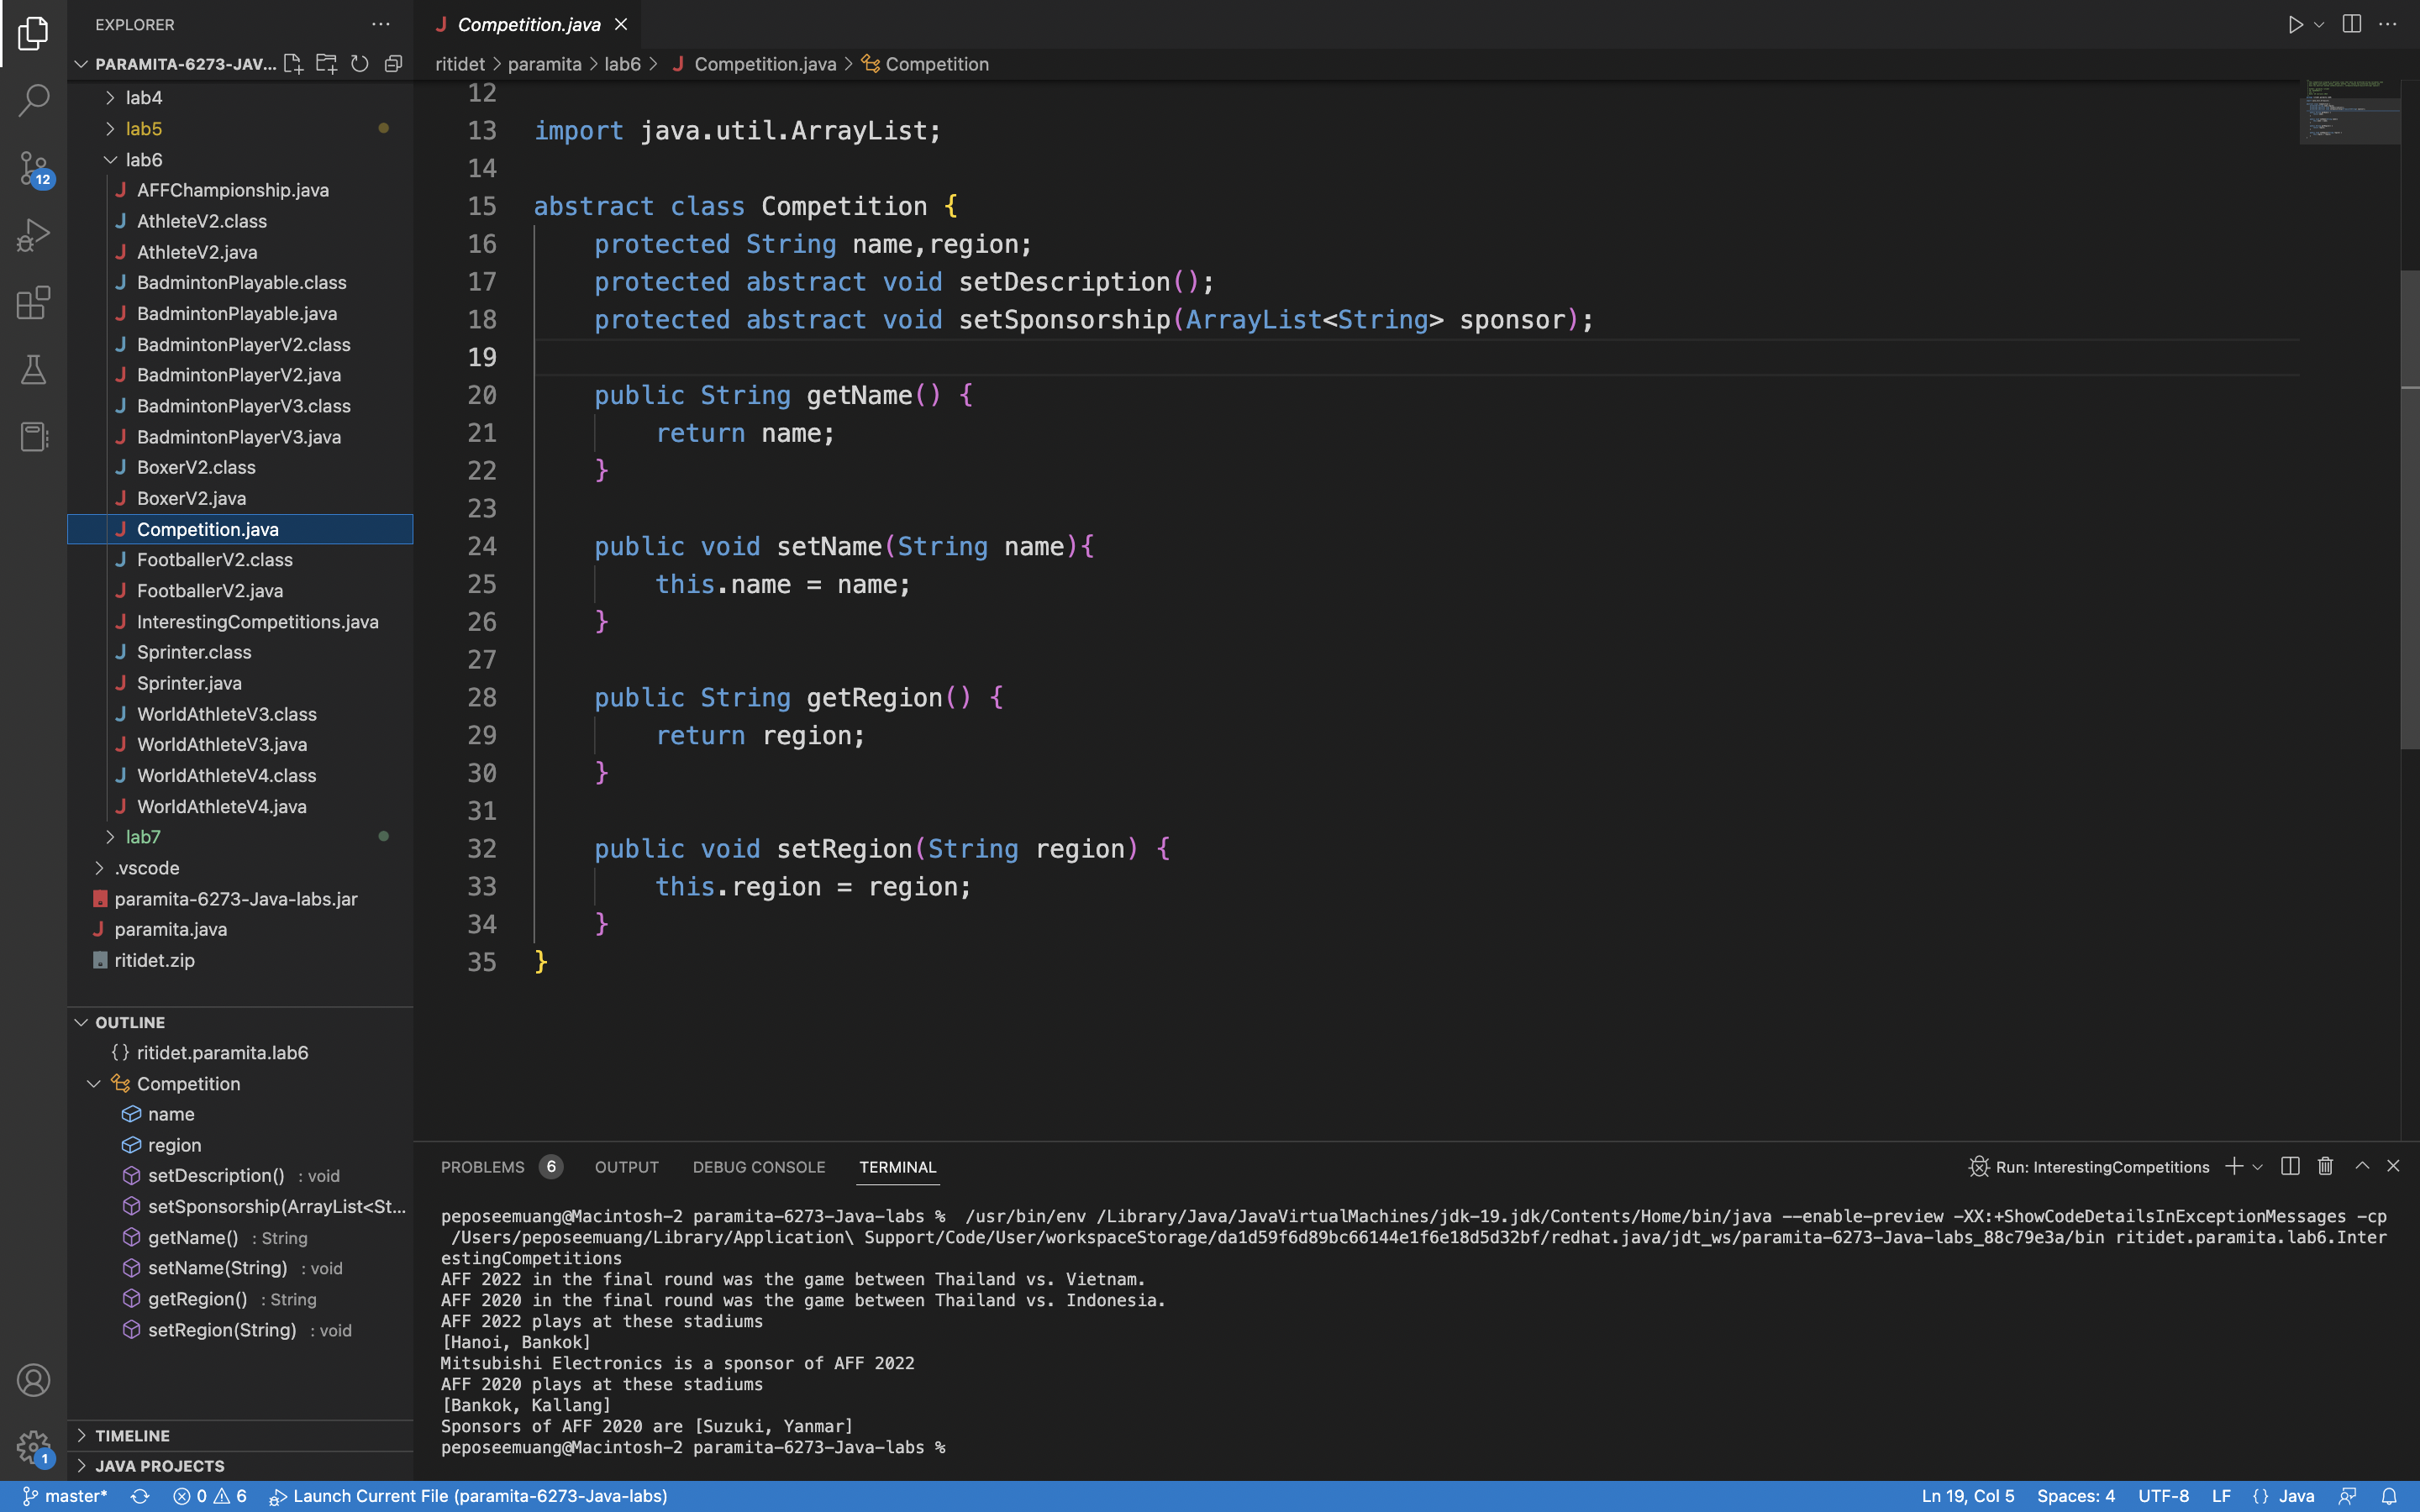 EXPLORER
PARAMITA-6273-JAV...
lab4
lab5
lab6
AFFChampionship.java
AthleteV2.class
AthleteV2.java
BadmintonPlayable.class
BadmintonPlayable.java
BadmintonPlayerV2.class
BadmintonPlayerV2.java
BadmintonPlayerV3.class
BadmintonPlayerV3.java
BoxerV2.class
BoxerV2.java
Competition.java
FootballerV2.class
FootballerV2.java
InterestingCompetitions.java
Sprinter.class
Sprinter.java
WorldAthleteV3.class
WorldAthleteV3.java
WorldAthleteV4.class
WorldAthleteV4.java
lab7
.vscode
paramita-6273-Java-labs.jar
paramita.java
ritidet.zip
OUTLINE
{} ritidet.paramita.lab6
Competition
name
region
setDescription() : void
setSponsorship(ArrayList<St...
getName() : String
setName(String) : void
getRegion() : String
setRegion(String) : void
TIMELINE
JAVA PROJECTS
12
1
J Competition.java
ritidet > paramita > lab6 > J Competition.java > Competition
12
13 import java.util.ArrayList;
14
15 abstract class Competition {
16 protected String name,region;
17 protected abstract void setDescription();
18 protected abstract void setSponsorship(ArrayList<String> sponsor);
19
20 public String getName() {
21 return name;
22 }
23
24 public void setName(String name){
25 this.name = name;
26 }
27
28 public String getRegion() {
29 return region;
30 }
31
32 public void setRegion(String region) {
33 this.region = region;
34 }
35 }
PROBLEMS 6 OUTPUT DEBUG CONSOLE TERMINAL Run: InterestingCompetitions
peposeemuang@Macintosh-2 paramita-6273-Java-labs % /usr/bin/env /Library/Java/JavaVirtualMachines/jdk-19.jdk/Contents/Home/bin/java --enable-preview -XX:+ShowCodeDetailsInExceptionMessages -cp
/Users/peposeemuang/Library/Application\ Support/Code/User/workspaceStorage/da1d59f6d89bc66144e1f6e18d5d32bf/redhat.java/jdt_ws/paramita-6273-Java-labs_88c79e3a/bin ritidet.paramita.lab6.Inter
estingCompetitions
AFF 2022 in the final round was the game between Thailand vs. Vietnam.
AFF 2020 in the final round was the game between Thailand vs. Indonesia.
AFF 2022 plays at these stadiums
[Hanoi, Bankok]
Mitsubishi Electronics is a sponsor of AFF 2022
AFF 2020 plays at these stadiums
[Bankok, Kallang]
Sponsors of AFF 2020 are [Suzuki, Yanmar]
peposeemuang@Macintosh-2 paramita-6273-Java-labs %
master* 0 6 Launch Current File (paramita-6273-Java-labs) Ln 19, Col 5 Spaces: 4 UTF-8 LF {} Java